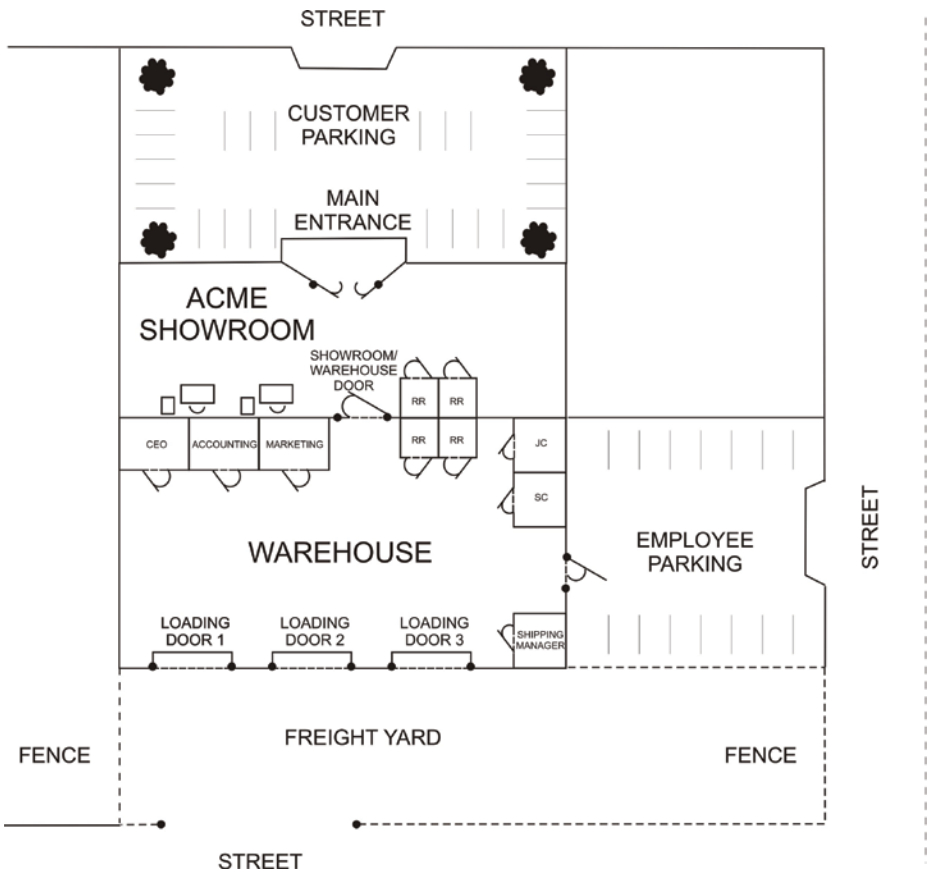 STREET
CUSTOMER
PARKING
MAIN
ENTRANCE
ACME
SHOWROOM
SHOWROOM/
WAREHOUSE
DOOR
RR
RR
CEO
ACCOUNTING
MARKETING
RR
RR
JC
SC
WAREHOUSE
EMPLOYEE
PARKING
STREET
LOADING
DOOR 1
LOADING
DOOR 2
LOADING
DOOR 3
SHIPPING
MANAGER
FREIGHT YARD
FENCE
FENCE
STREET